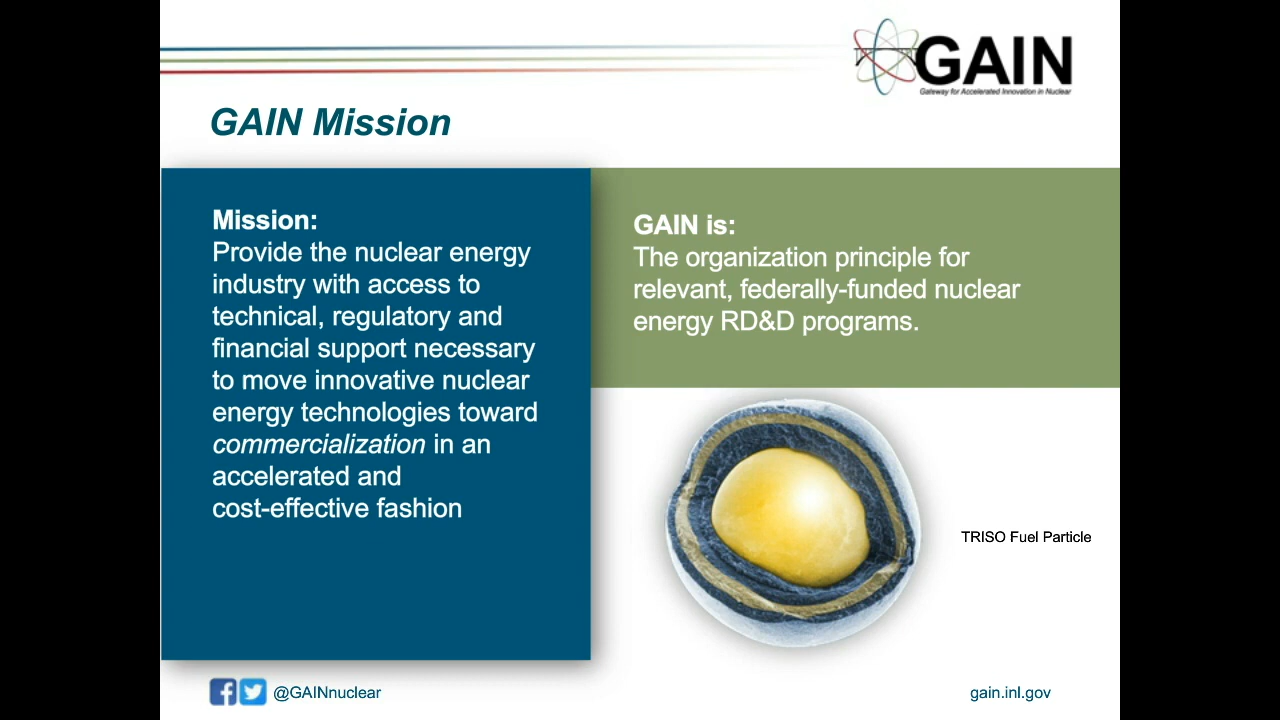 GAIN
Gateway for Accelerated Innovation in Nuclear
GAIN Mission
Mission:
Provide the nuclear energy
industry with access to
technical, regulatory and
financial support necessary
to move innovative nuclear
energy technologies toward
commercialization in an
accelerated and
cost-effective fashion
GAIN is:
The organization principle for
relevant, federally-funded nuclear
energy RD&D programs.
TRISO Fuel Particle
@GAINnuclear
gain.inl.gov